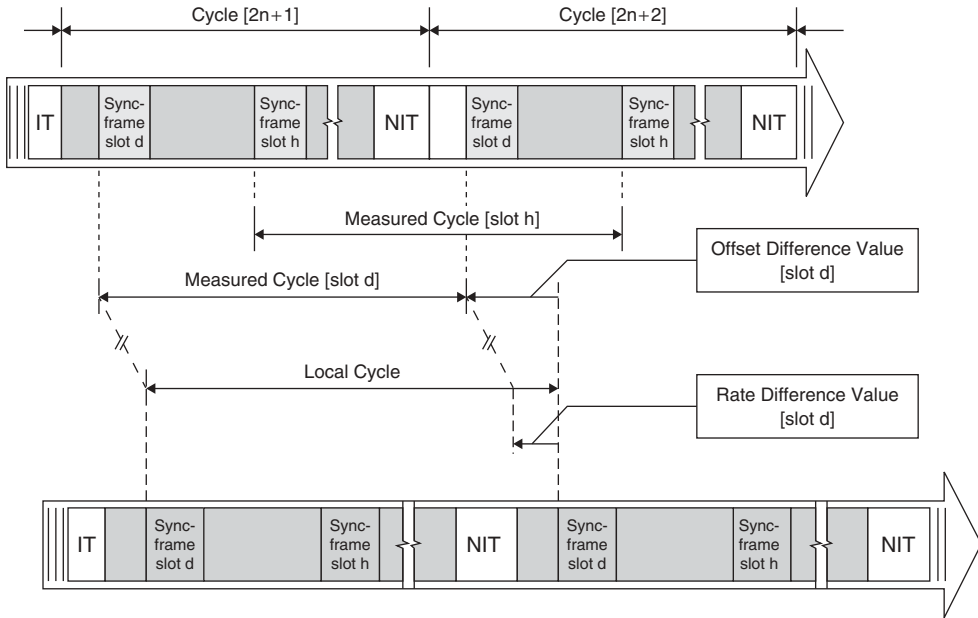 Cycle [2n+1]
Cycle [2n+2]
IT
Sync-
frame
slot d
Sync-
frame
slot h
NIT
Sync-
frame
slot d
Sync-
frame
slot h
NIT
Measured Cycle [slot h]
Offset Difference Value
[slot d]
Measured Cycle [slot d]
Local Cycle
Rate Difference Value
[slot d]
IT
Sync-
frame
slot d
Sync-
frame
slot h
NIT
Sync-
frame
slot d
Sync-
frame
slot h
NIT